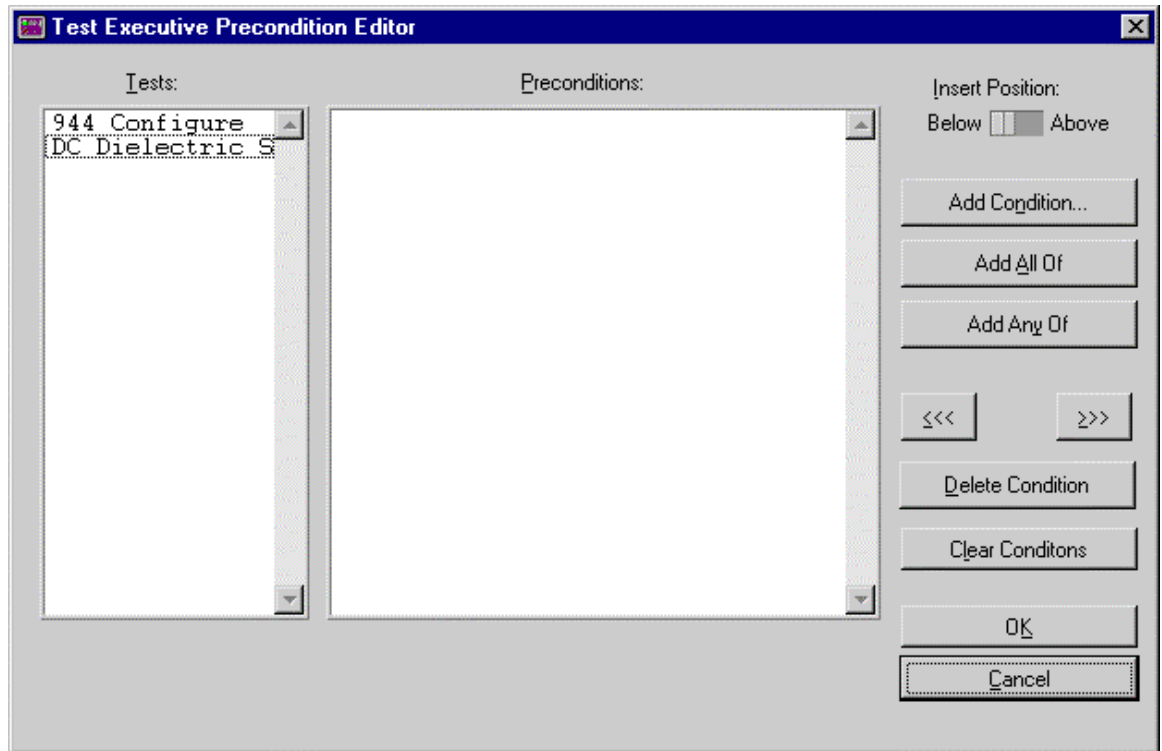 Test Executive Precondition Editor
Tests:
Preconditions:
Insert Position:
944 Configure
DC Dielectric S
Below
Above
Add Condition...
Add All Of
Add Any Of
<<<
>>>
Delete Condition
Clear Conditons
OK
Cancel